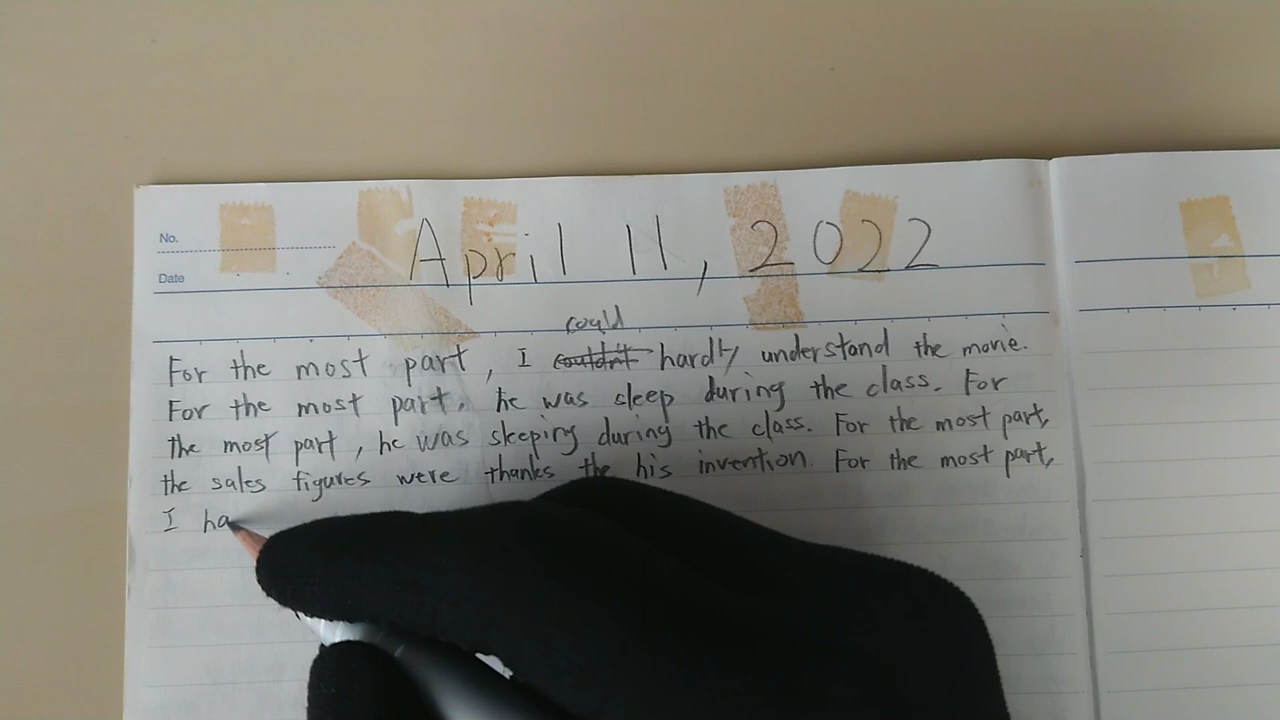 No.
Date
April 11, 2022
could
For the most part, I couldn't hardly understand the movie.
For the most part, he was sleep during the class. For
the most part, he was sleeping during the class. For the most part,
the sales figures were thanks the his invention. For the most part,
I ha